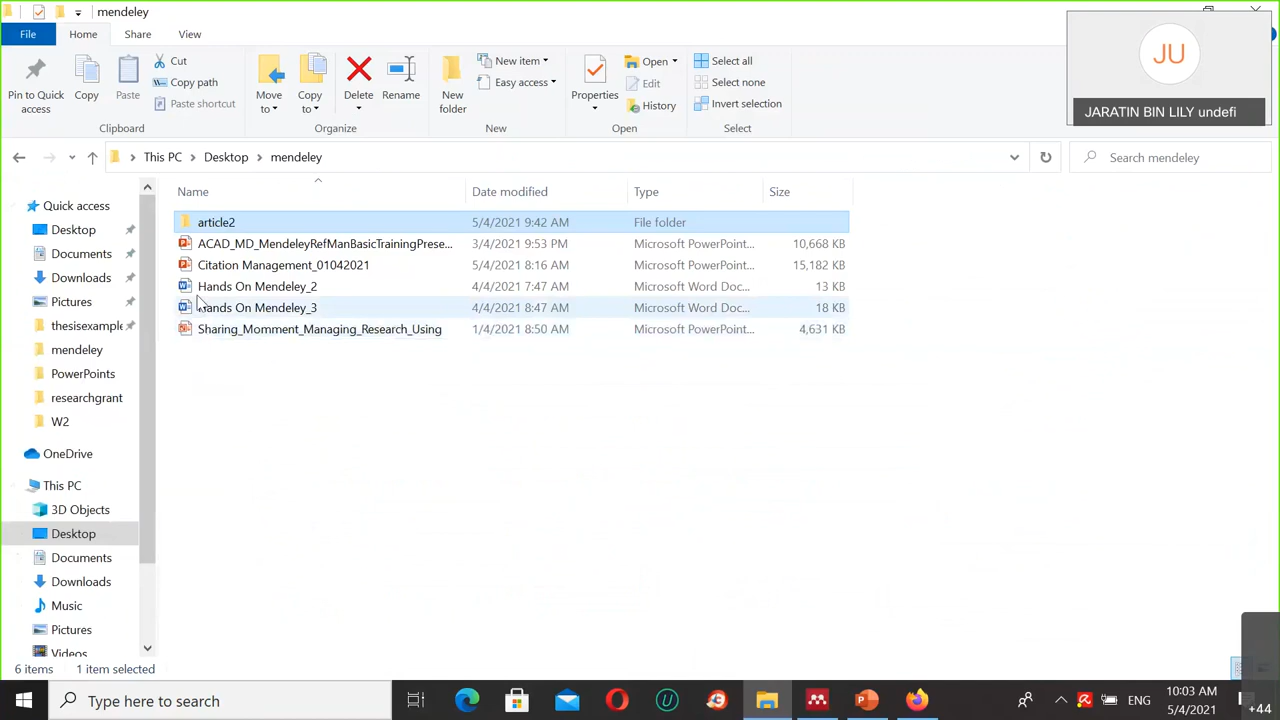 mendeley
File Home Share View
Pin to Quick access
Copy
Paste
Cut
Copy path
Paste shortcut
Clipboard
Move to
Copy to
Delete
Rename
Organize
New folder
New item
Easy access
New
Properties
Open
Edit
History
Open
Select all
Select none
Invert selection
Select
JU
JARATIN BIN LILY undefi
This PC Desktop mendeley
Search mendeley
Name Date modified Type Size
article2 5/4/2021 9:42 AM File folder
ACAD_MD_MendeleyRefManBasicTrainingPrese... 3/4/2021 9:53 PM Microsoft PowerPoint... 10,668 KB
Citation Management_01042021 5/4/2021 8:16 AM Microsoft PowerPoint... 15,182 KB
Hands On Mendeley_2 4/4/2021 7:47 AM Microsoft Word Doc... 13 KB
Hands On Mendeley_3 4/4/2021 8:47 AM Microsoft Word Doc... 18 KB
Sharing_Momment_Managing_Research_Using 1/4/2021 8:50 AM Microsoft PowerPoint... 4,631 KB
Quick access
Desktop
Documents
Downloads
Pictures
thesisexample
mendeley
PowerPoints
researchgrant
W2
OneDrive
This PC
3D Objects
Desktop
Documents
Downloads
Music
Pictures
Videos
6 items 1 item selected
Type here to search
ENG
10:03 AM
5/4/2021
+44